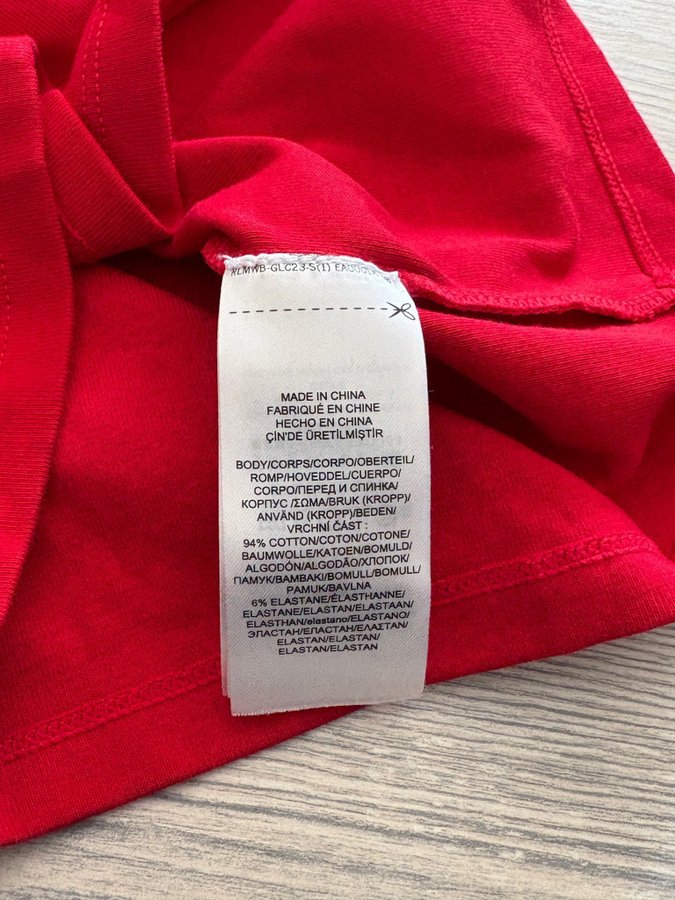 RLMWB-GLC23-S(1)
MADE IN CHINA
FABRIQUÉ EN CHINE
HECHO EN CHINA
ÇİN'DE ÜRETİLMİŞTİR
BODY/CORPS/CORPO/OBERTEIL/
ROMP/HOVEDDEL/CUERPO/
CORPO/ПЕРЕД И СПИНКА/
КОРПУС /ΣΩΜΑ/BRUK (KROPP)/
ANVÄND (KROPP)/BEDEN/
VRCHNÍ ČÁST :
94% COTTON/COTON/COTONE/
BAUMWOLLE/KATOEN/BOMULD/
ALGODÓN/ALGODÃO/ХЛОПОК/
ПАМУК/BAMBAKI/BOMULL/BOMULL/
PAMUK/BAVLNA
6% ELASTANE/ÉLASTHANNE/
ELASTANE/ELASTAN/ELASTAAN/
ELASTHAN/elastano/ELASTANO/
ЭЛАСТАН/ЕЛАСТАН/ΕΛΑΣΤΑΝ/
ELASTAN/ELASTAN/
ELASTAN/ELASTAN